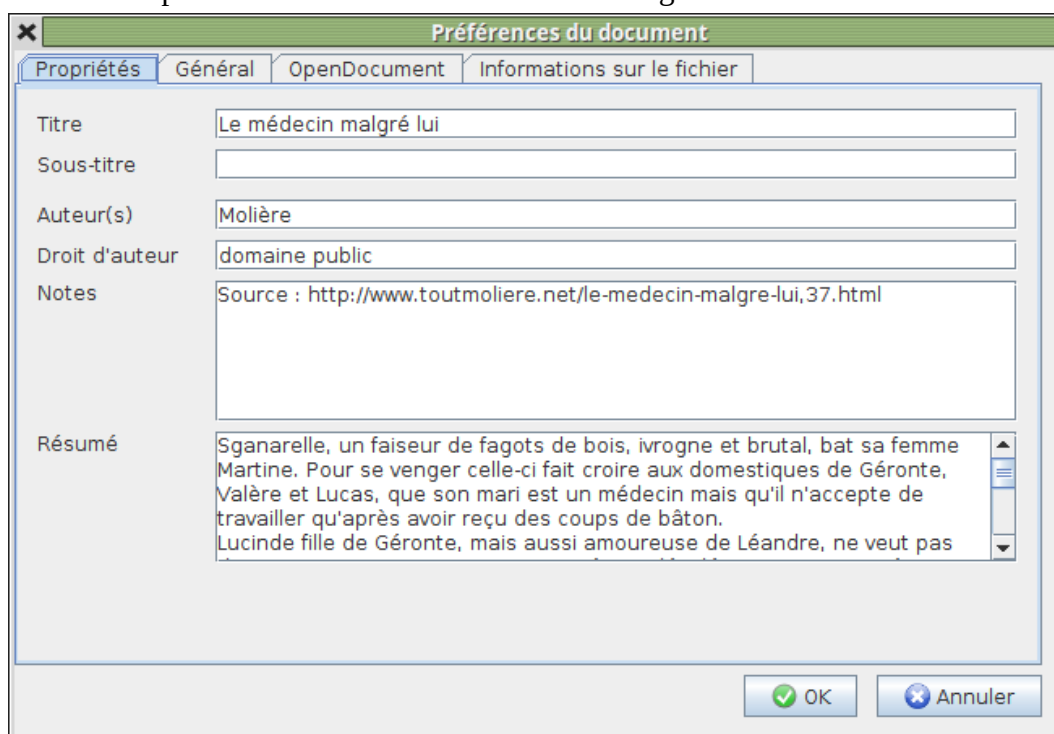 Préférences du document
Propriétés Général OpenDocument Informations sur le fichier
Titre Le médecin malgré lui
Sous-titre
Auteur(s) Molière
Droit d'auteur domaine public
Notes Source : http://www.toutmoliere.net/le-medecin-malgre-lui,37.html
Résumé Sganarelle, un faiseur de fagots de bois, ivrogne et brutal, bat sa femme
Martine. Pour se venger celle-ci fait croire aux domestiques de Géronte,
Valère et Lucas, que son mari est un médecin mais qu'il n'accepte de
travailler qu'après avoir reçu des coups de bâton.
Lucinde fille de Géronte, mais aussi amoureuse de Léandre, ne veut pas
OK Annuler